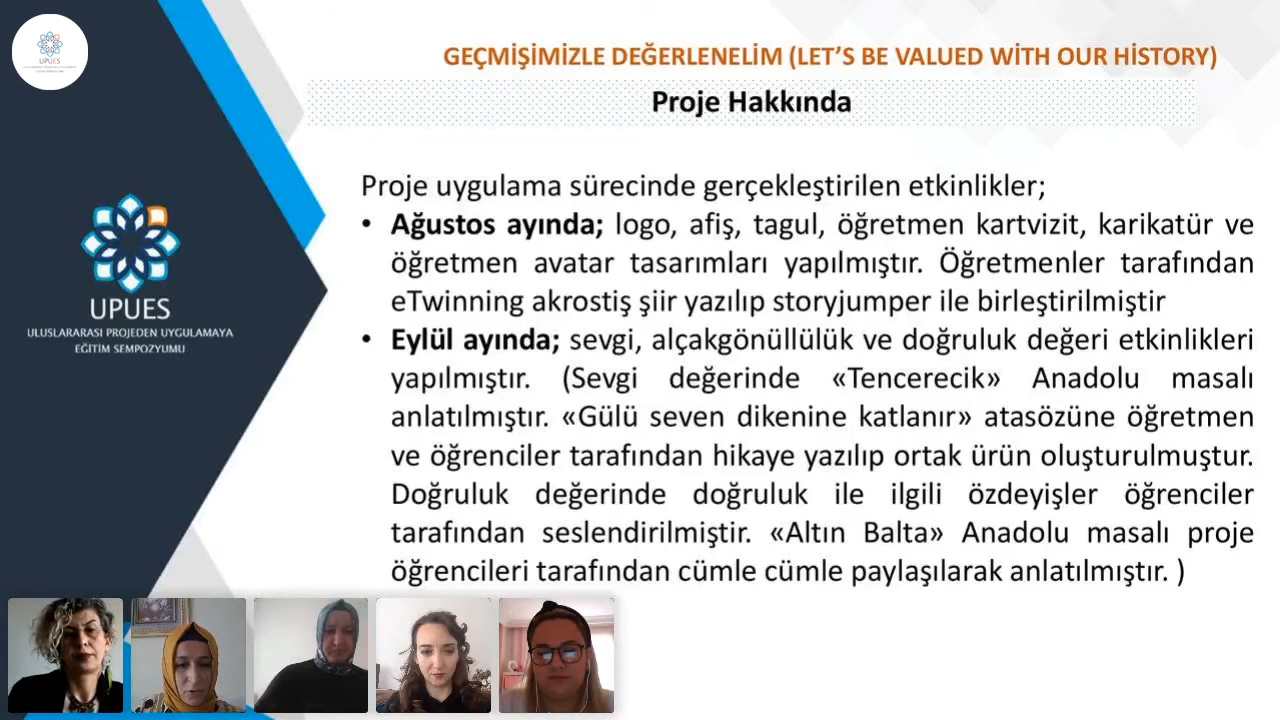 UPUES
GEÇMİŞİMİZLE DEĞERLENELİM (LET’S BE VALUED WİTH OUR HİSTORY)
Proje Hakkında
Proje uygulama sürecinde gerçekleştirilen etkinlikler;
• Ağustos ayında; logo, afiş, tagul, öğretmen kartvizit, karikatür ve
öğretmen avatar tasarımları yapılmıştır. Öğretmenler tarafından
eTwinning akrostiş şiir yazılıp storyjumper ile birleştirilmiştir
• Eylül ayında; sevgi, alçakgönüllülük ve doğruluk değeri etkinlikleri
yapılmıştır. (Sevgi değerinde «Tencerecik» Anadolu masalı
anlatılmıştır. «Gülü seven dikenine katlanır» atasözüne öğretmen
ve öğrenciler tarafından hikaye yazılıp ortak ürün oluşturulmuştur.
Doğruluk değerinde doğruluk ile ilgili özdeyişler öğrenciler
tarafından seslendirilmiştir. «Altın Balta» Anadolu masalı proje
öğrencileri tarafından cümle cümle paylaşılarak anlatılmıştır. )
UPUES
ULUSLARARASI PROJEDEN UYGULAMAYA
EĞİTİM SEMPOZYUMU